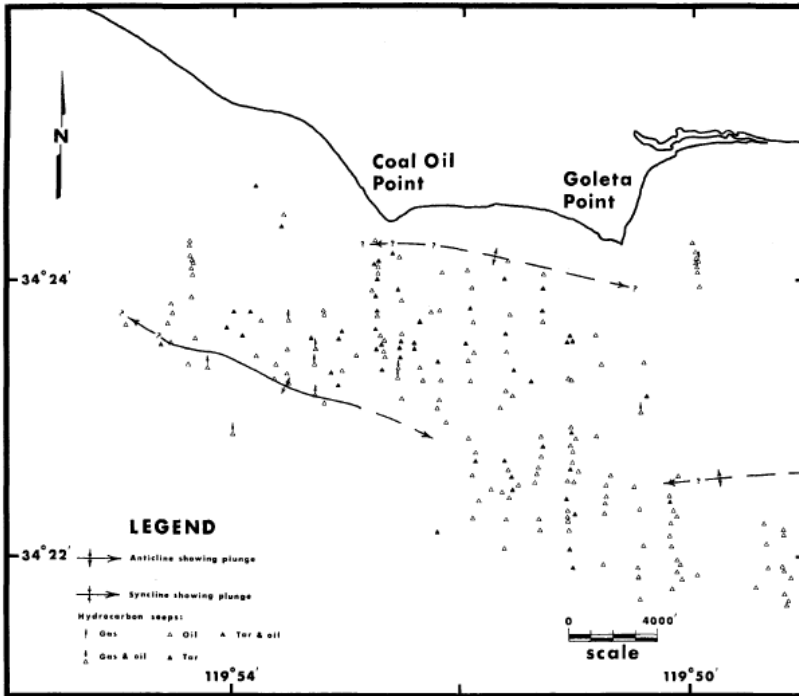 N
Coal Oil
Point
Goleta
Point
34° 24'
? ? ?
?
?
?
?
34° 22'
LEGEND
Anticline showing plunge
Syncline showing plunge
Hydrocarbon seeps:
Gas Oil Tar & oil
Gas & oil Tar
0 4000'
scale
119° 54' 119° 50'